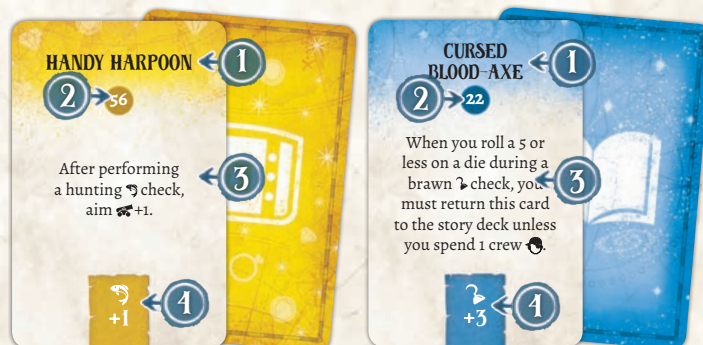 HANDY HARPOON
1
2
56
After performing
a hunting check,
aim +1.
3
+1
4
CURSED
BLOOD-AXE
1
2
22
When you roll a 5 or
less on a die during a
brawn check, you
must return this card
to the story deck unless
you spend 1 crew .
3
+3
4